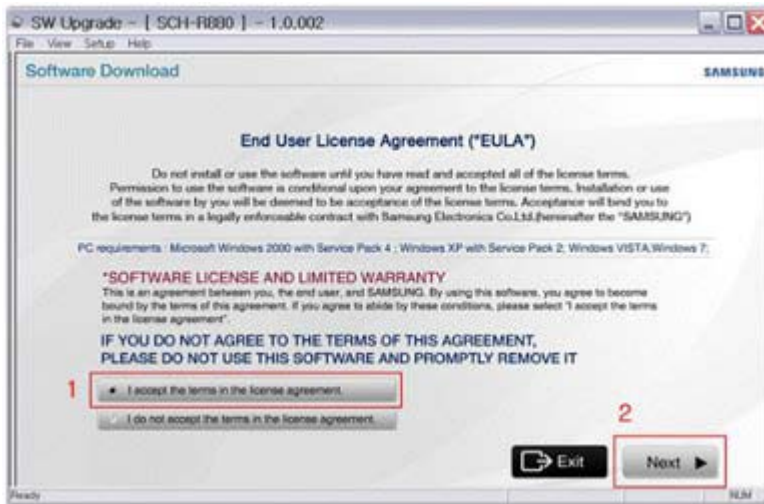 SW Upgrade - [ SCH-R880 ] - 1.0.002
File View Setup Help
Software Download
SAMSUNG
End User License Agreement ("EULA")
Do not install or use the software until you have read and accepted all of the license terms.
Permission to use the software is conditional upon your agreement to the license terms. Installation or use
of the software by you will be deemed to be acceptance of the license terms. Acceptance will bind you to
the license terms in a legally enforceable contract with Samsung Electronics Co.Ltd.(hereinafter the "SAMSUNG")
PC requirements : Microsoft Windows 2000 with Service Pack 4 ; Windows XP with Service Pack 2; Windows VISTA;Windows 7;
*SOFTWARE LICENSE AND LIMITED WARRANTY
This is an agreement between you, the end user, and SAMSUNG. By using this software, you agree to become
bound by the terms of this agreement. If you agree to abide by these conditions, please select "I accept the terms
in the license agreement".
IF YOU DO NOT AGREE TO THE TERMS OF THIS AGREEMENT,
PLEASE DO NOT USE THIS SOFTWARE AND PROMPTLY REMOVE IT
1
I accept the terms in the license agreement.
I do not accept the terms in the license agreement.
2
Exit
Next
Ready
NUM